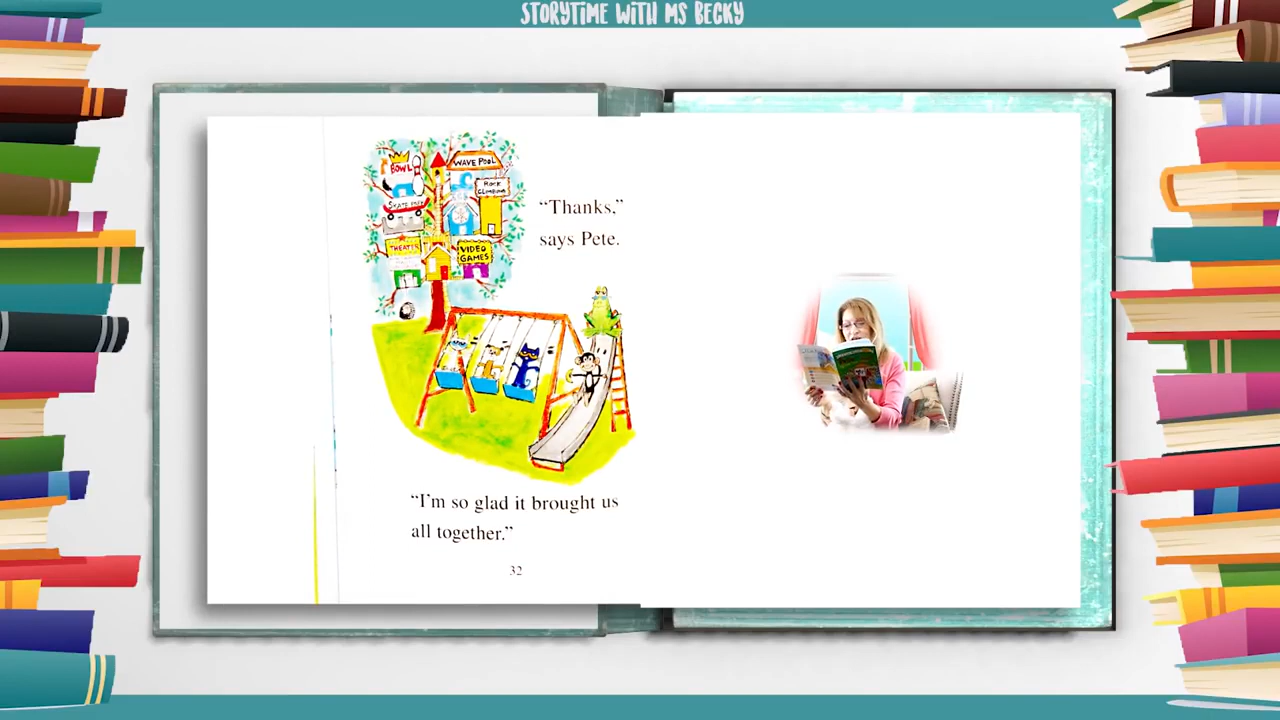 STORYTIME WITH MS BECKY
BOWL
WAVE POOL
ROCK
CLIMBING
SKATE PARK
THEATER
VIDEO
GAMES
“Thanks,”
says Pete.
“I’m so glad it brought us
all together.”
32